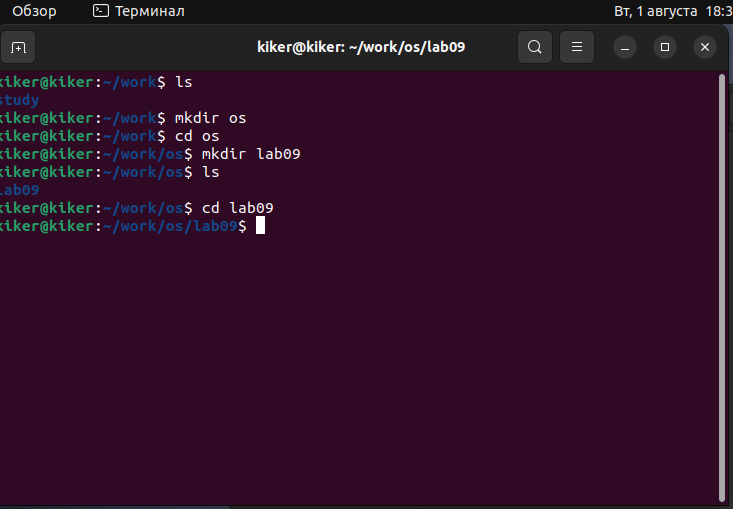 Обзор Терминал Вт, 1 августа 18:3
kiker@kiker: ~/work/os/lab09
kiker@kiker:~/work$ ls
study
kiker@kiker:~/work$ mkdir os
kiker@kiker:~/work$ cd os
kiker@kiker:~/work/os$ mkdir lab09
kiker@kiker:~/work/os$ ls
lab09
kiker@kiker:~/work/os$ cd lab09
kiker@kiker:~/work/os/lab09$